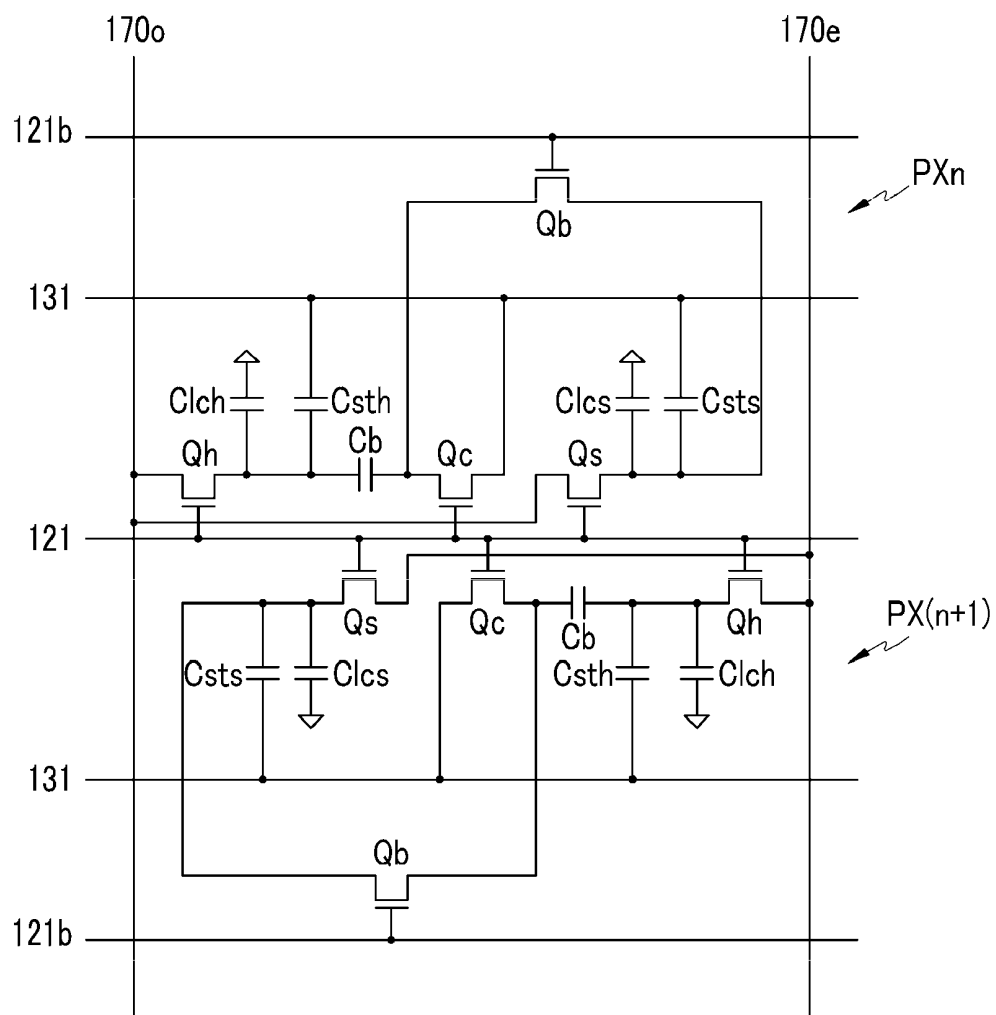 170o 170e
121b
PXn
Qb
131
Clch Csth Clcs Csts
Cb
Qh Qc Qs
121
Qs Qc Cb Qh
PX(n+1)
Csts Clcs Csth Clch
131
Qb
121b